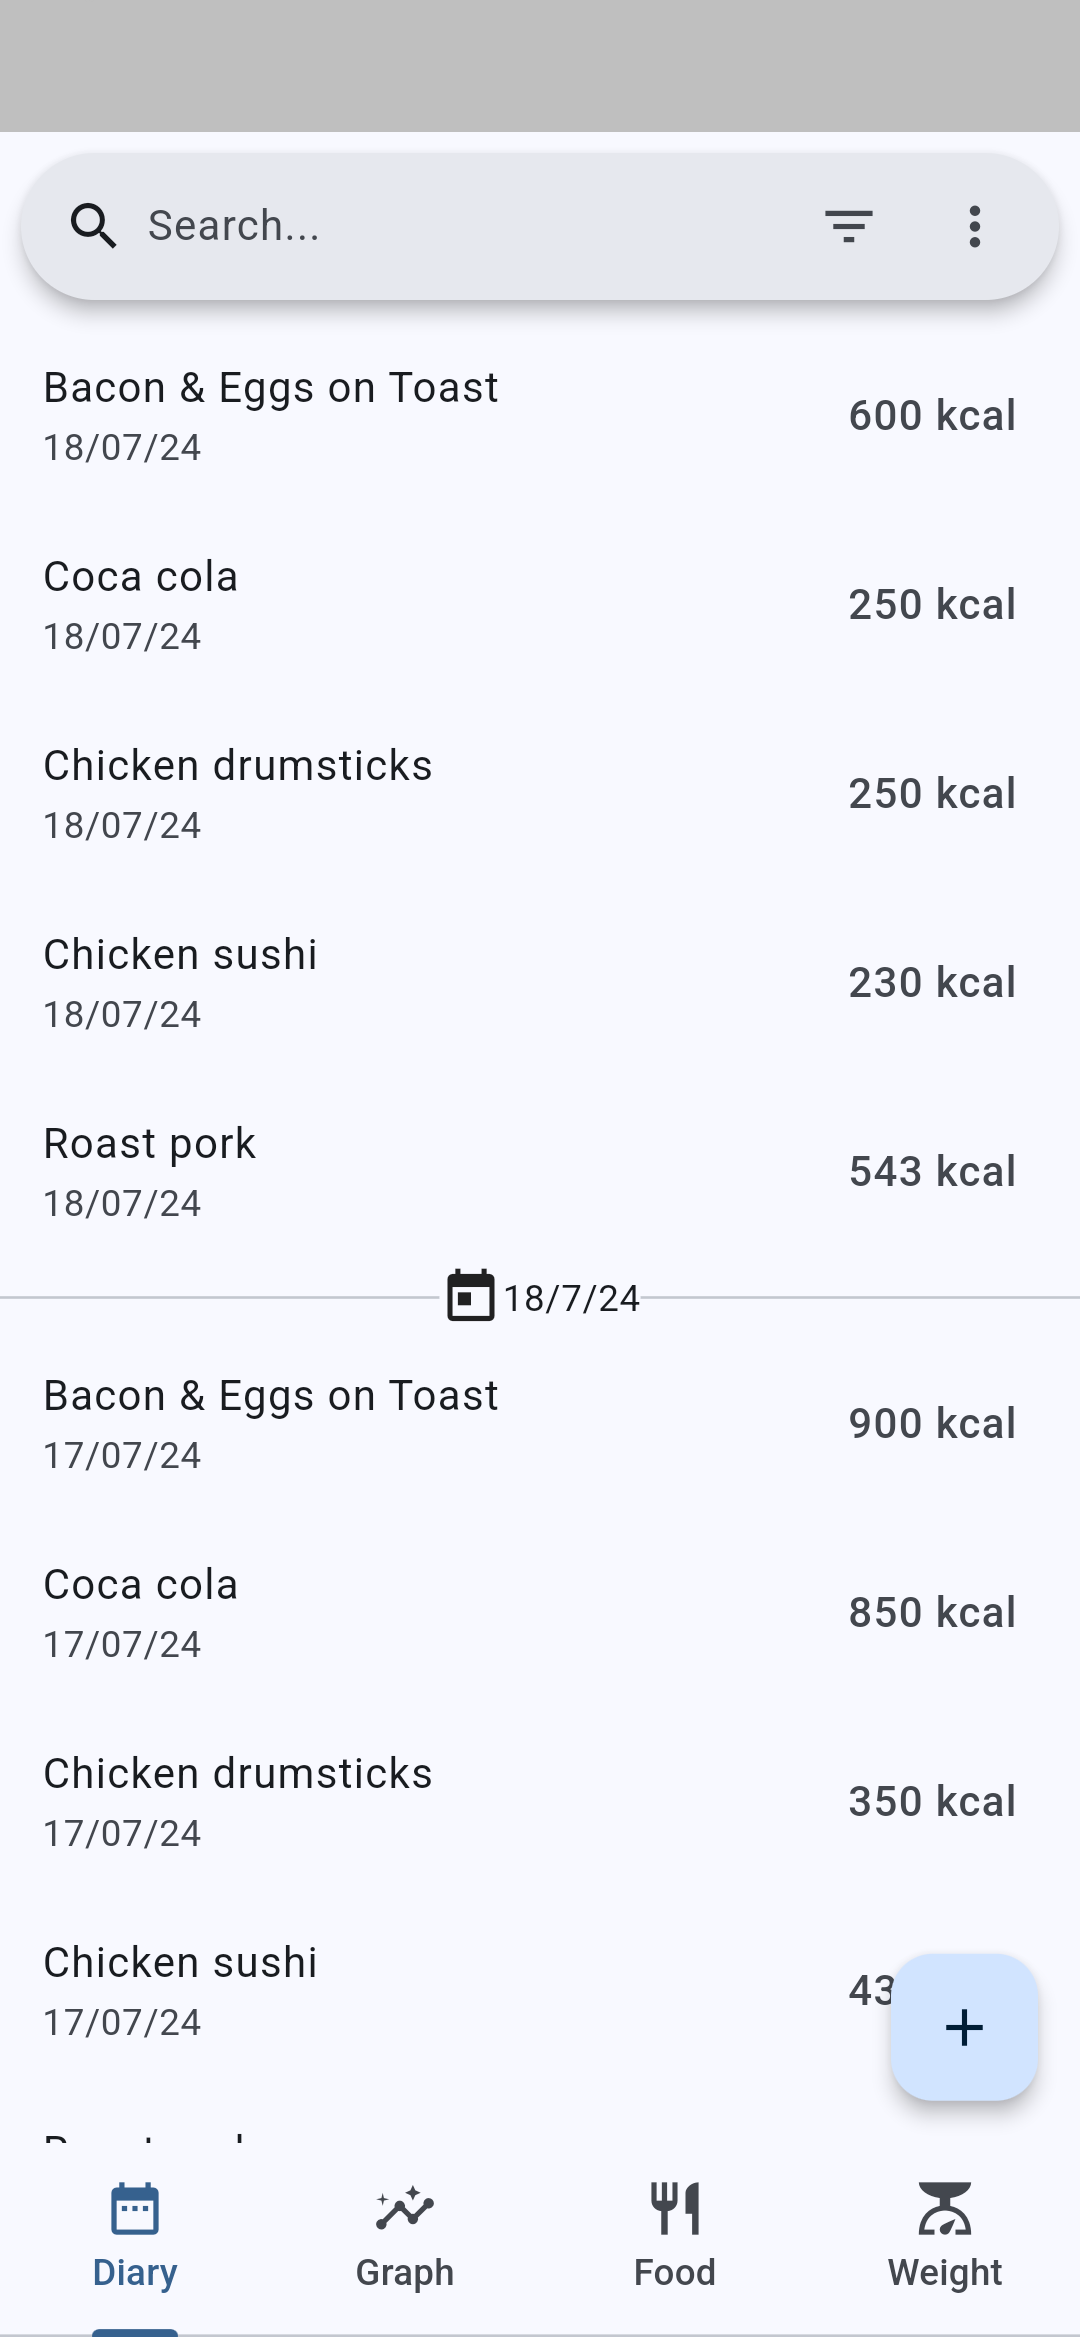 Search...
Bacon & Eggs on Toast
600 kcal
18/07/24
Coca cola
250 kcal
18/07/24
Chicken drumsticks
250 kcal
18/07/24
Chicken sushi
230 kcal
18/07/24
Roast pork
543 kcal
18/07/24
18/7/24
Bacon & Eggs on Toast
900 kcal
17/07/24
Coca cola
850 kcal
17/07/24
Chicken drumsticks
350 kcal
17/07/24
Chicken sushi
17/07/24
Diary
Graph
Food
Weight